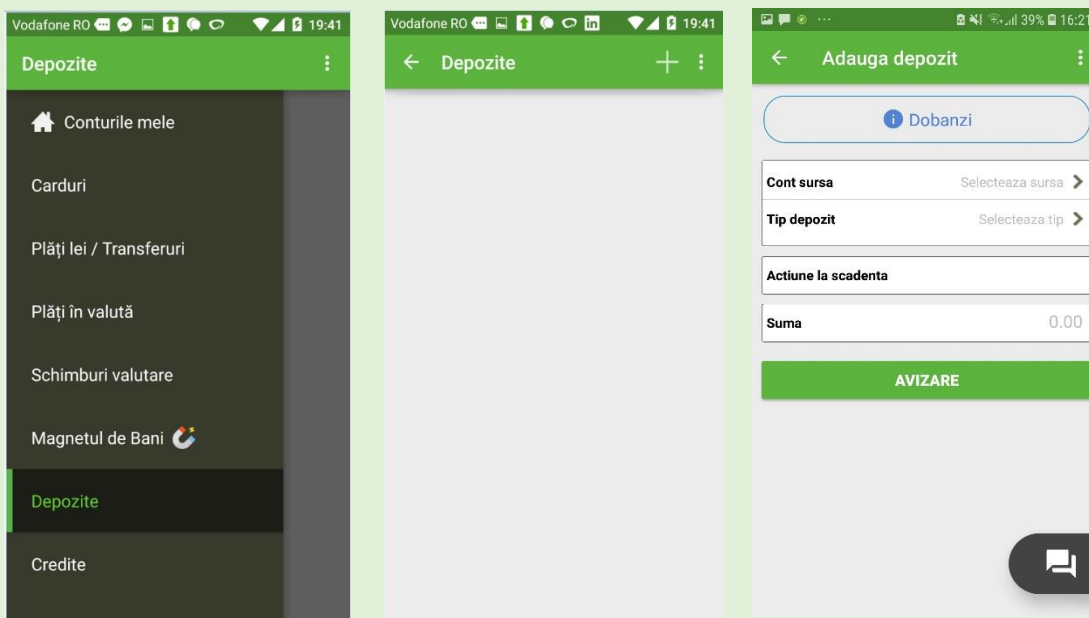 Vodafone RO 19:41
Depozite
Conturile mele
Carduri
Plăți lei / Transferuri
Plăți în valută
Schimburi valutare
Magnetul de Bani
Depozite
Credite
Vodafone RO in 19:41
Depozite
39% 16:21
Adauga depozit
Dobanzi
Cont sursa Selecteaza sursa
Tip depozit Selecteaza tip
Actiune la scadenta
Suma 0.00
AVIZARE